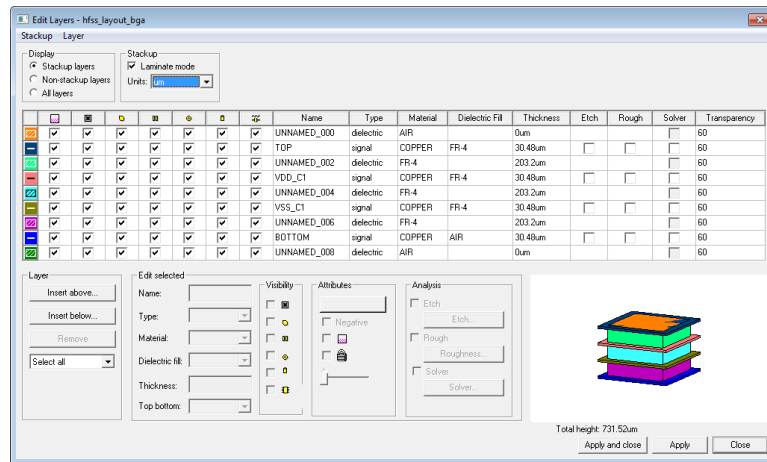 Edit Layers - hfss_layout_bga
Stackup Layer
Display Stackup
Stackup layers Laminate mode
Non-stackup layers Units: um
All layers
Name Type Material Dielectric Fill Thickness Etch Rough Solver Transparency
UNNAMED_000 dielectric AIR 0um 60
TOP signal COPPER FR-4 30.48um 60
UNNAMED_002 dielectric FR-4 203.2um 60
VDD_C1 signal COPPER FR-4 30.48um 60
UNNAMED_004 dielectric FR-4 203.2um 60
VSS_C1 signal COPPER FR-4 30.48um 60
UNNAMED_006 dielectric FR-4 203.2um 60
BOTTOM signal COPPER AIR 30.48um 60
UNNAMED_008 dielectric AIR 0um 60
Layer Edit selected Visibility Attributes Analysis
Insert above... Name: Etch
Insert below... Type: Negative Etch...
Remove Material: Rough
Select all Dielectric fill: Roughness...
Thickness: Solver
Top bottom: Solver...
Total height: 731.52um
Apply and close Apply Close